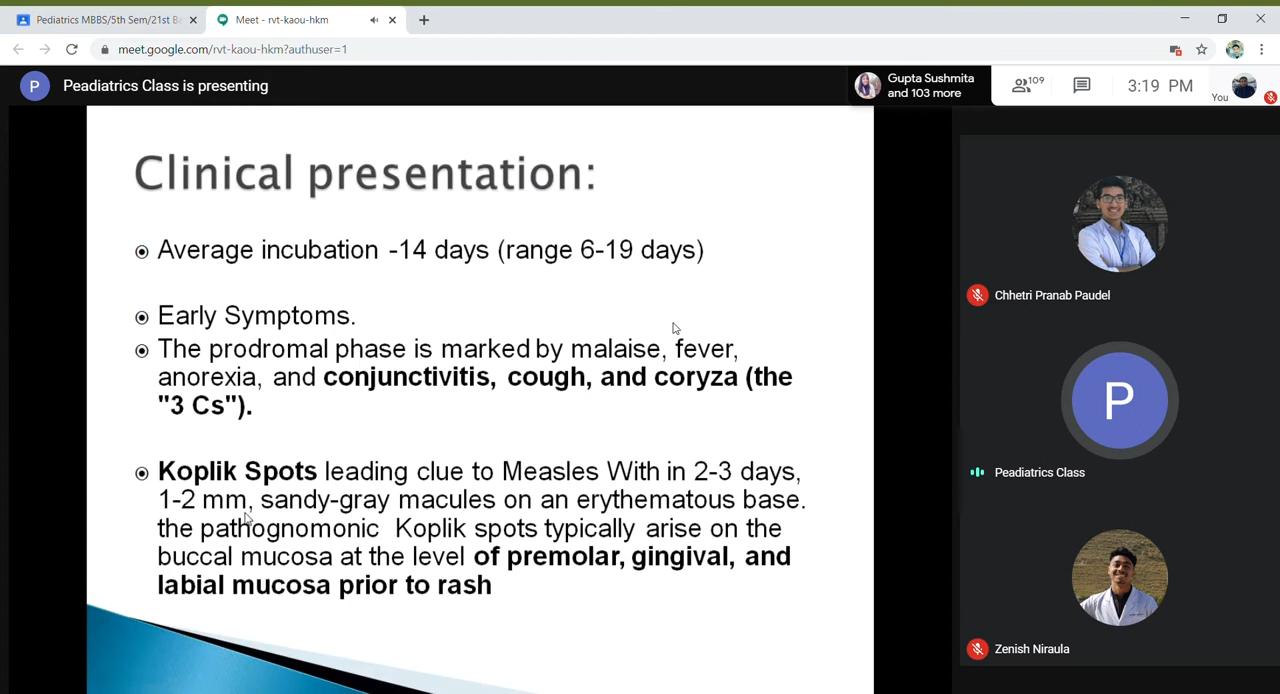 Pediatrics MBBS/5th Sem/21st B
Meet - rvt-kaou-hkm
meet.google.com/rvt-kaou-hkm?authuser=1
P
Peadiatrics Class is presenting
Gupta Sushmita
and 103 more
109
3:19 PM
You
Clinical presentation:
Average incubation -14 days (range 6-19 days)
Early Symptoms.
The prodromal phase is marked by malaise, fever,
anorexia, and conjunctivitis, cough, and coryza (the
"3 Cs").
Koplik Spots leading clue to Measles With in 2-3 days,
1-2 mm, sandy-gray macules on an erythematous base.
the pathognomonic Koplik spots typically arise on the
buccal mucosa at the level of premolar, gingival, and
labial mucosa prior to rash
Chhetri Pranab Paudel
P
Peadiatrics Class
Zenish Niraula